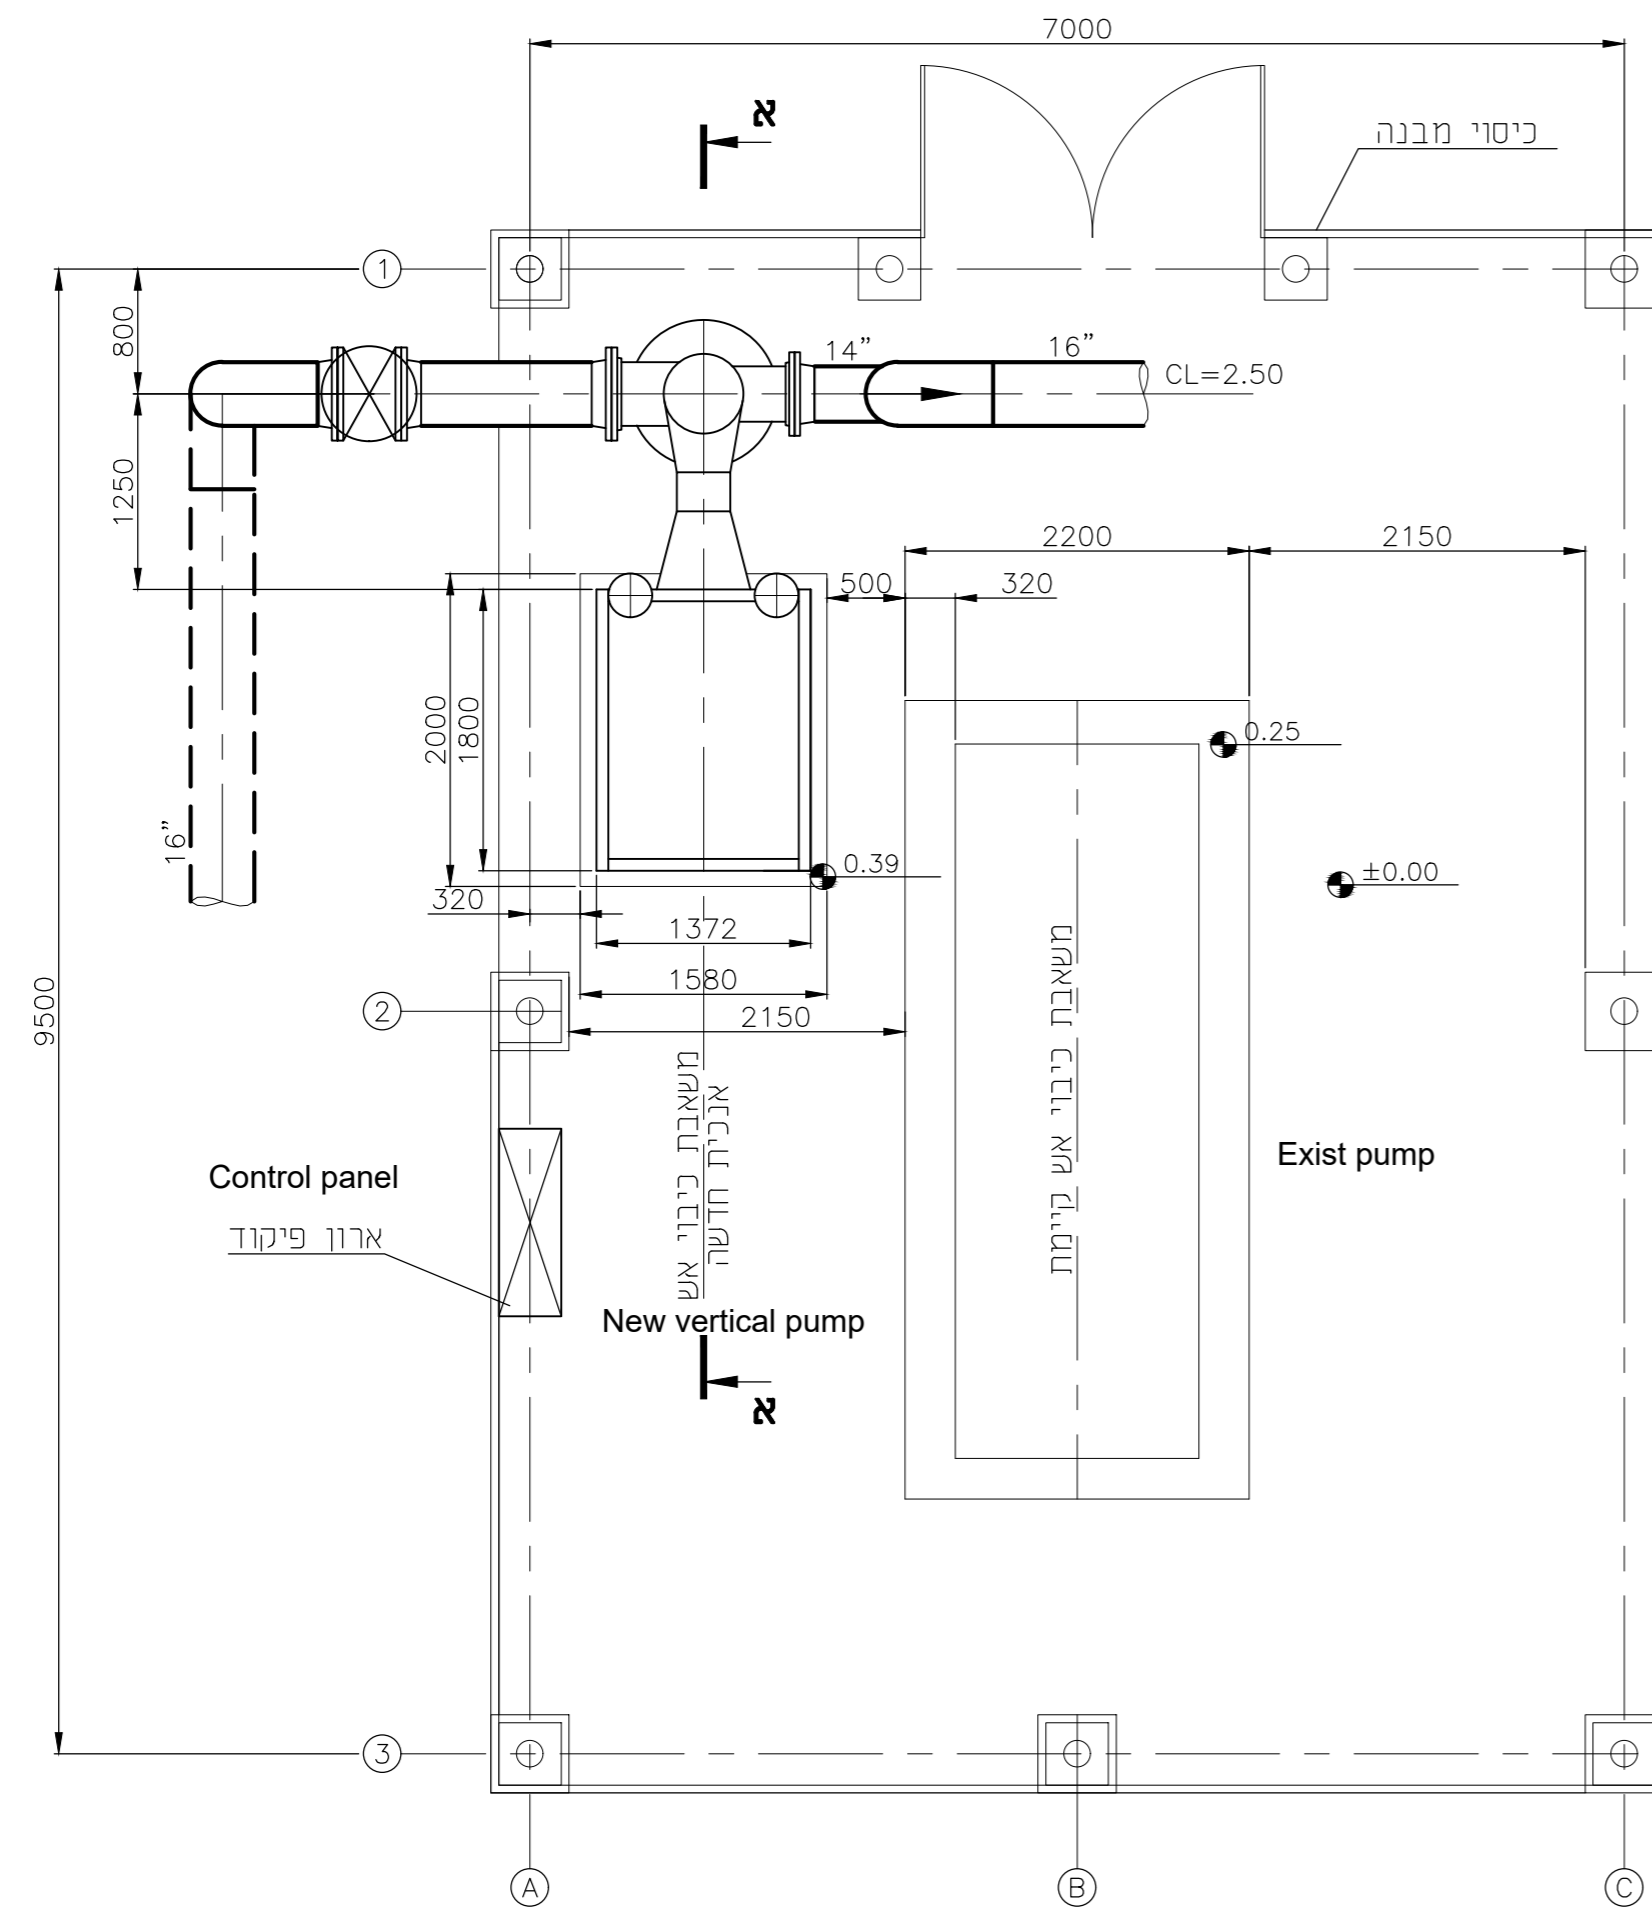 7000
א
כיסוי מבנה
1
800
14”
16”
CL=2.50
1250
2200
2150
500
320
2000
1800
0.25
16”
0.39
±0.00
320
1372
1580
2150
9500
2
משאבת כיבוי אש
אנכית חדשה
משאבת כיבוי אש קיימת
Exist pump
Control panel
ארון פיקוד
New vertical pump
א
3
A
B
C